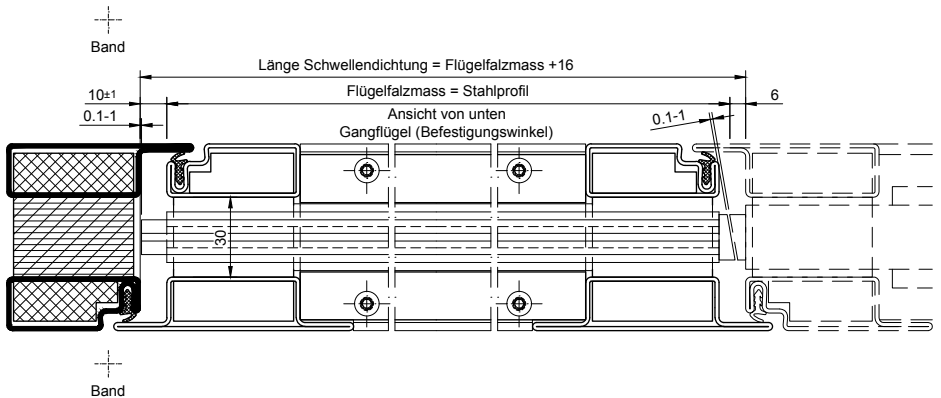 Band
Länge Schwellendichtung = Flügelfalzmass +16
10±1
Flügelfalzmass = Stahlprofil
6
0.1-1
Ansicht von unten
Gangflügel (Befestigungswinkel)
0.1-1
30
Band